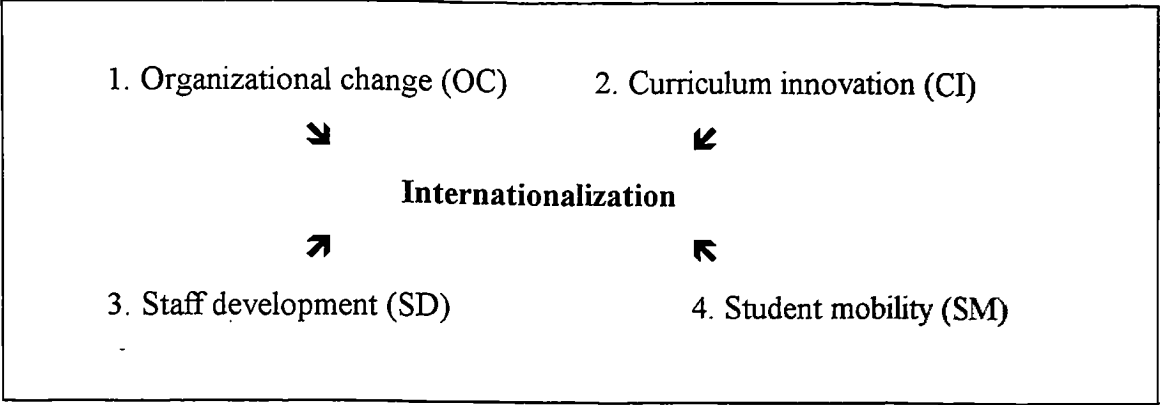 1. Organizational change (OC) 2. Curriculum innovation (CI)
Internationalization
3. Staff development (SD) 4. Student mobility (SM)